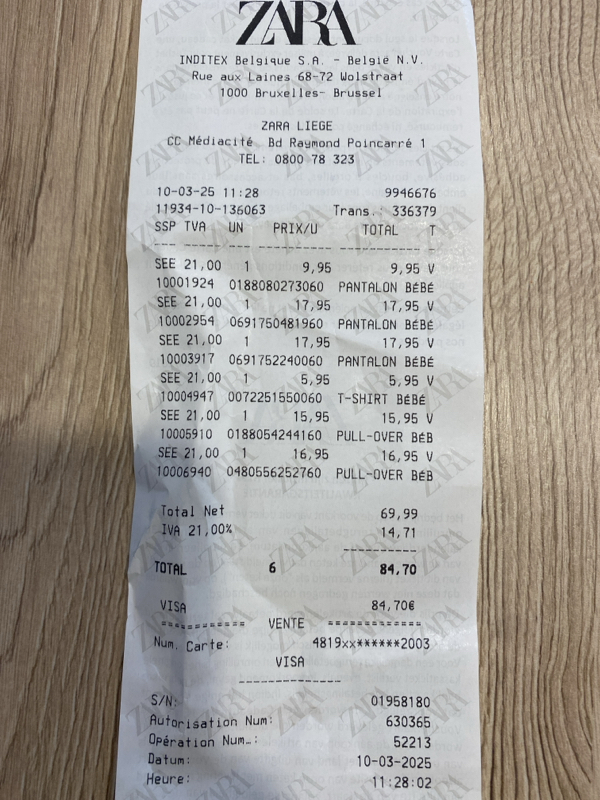 ZARA
INDITEX Belgique S.A. - België N.V.
Rue aux Laines 68-72 Wolstraat
1000 Bruxelles- Brussel
ZARA LIEGE
CC Médiacité Bd Raymond Poincarré 1
TEL: 0800 78 323
10-03-25 11:28 9946676
11934-10-136063 Trans.: 336379
SSP TVA UN PRIX/U TOTAL T
SEE 21,00 1 9,95 9,95 V
10001924 0188080273060 PANTALON BÉBÉ
SEE 21,00 1 17,95 17,95 V
10002954 0691750481960 PANTALON BÉBÉ
SEE 21,00 1 17,95 17,95 V
10003917 0691752240060 PANTALON BÉBÉ
SEE 21,00 1 5,95 5,95 V
10004947 0072251550060 T-SHIRT BÉBÉ
SEE 21,00 1 15,95 15,95 V
10005910 0188054244160 PULL-OVER BÉB
SEE 21,00 1 16,95 16,95 V
10006940 0480556252760 PULL-OVER BÉB
Total Net 69,99
IVA 21,00% 14,71
TOTAL 6 84,70
VISA 84,70€
============ VENTE =============
Num. Carte: 4819xx******2003
VISA
S/N: 01958180
Autorisation Num: 630365
Opération Num..: 52213
Datum: 10-03-2025
Heure: 11:28:02